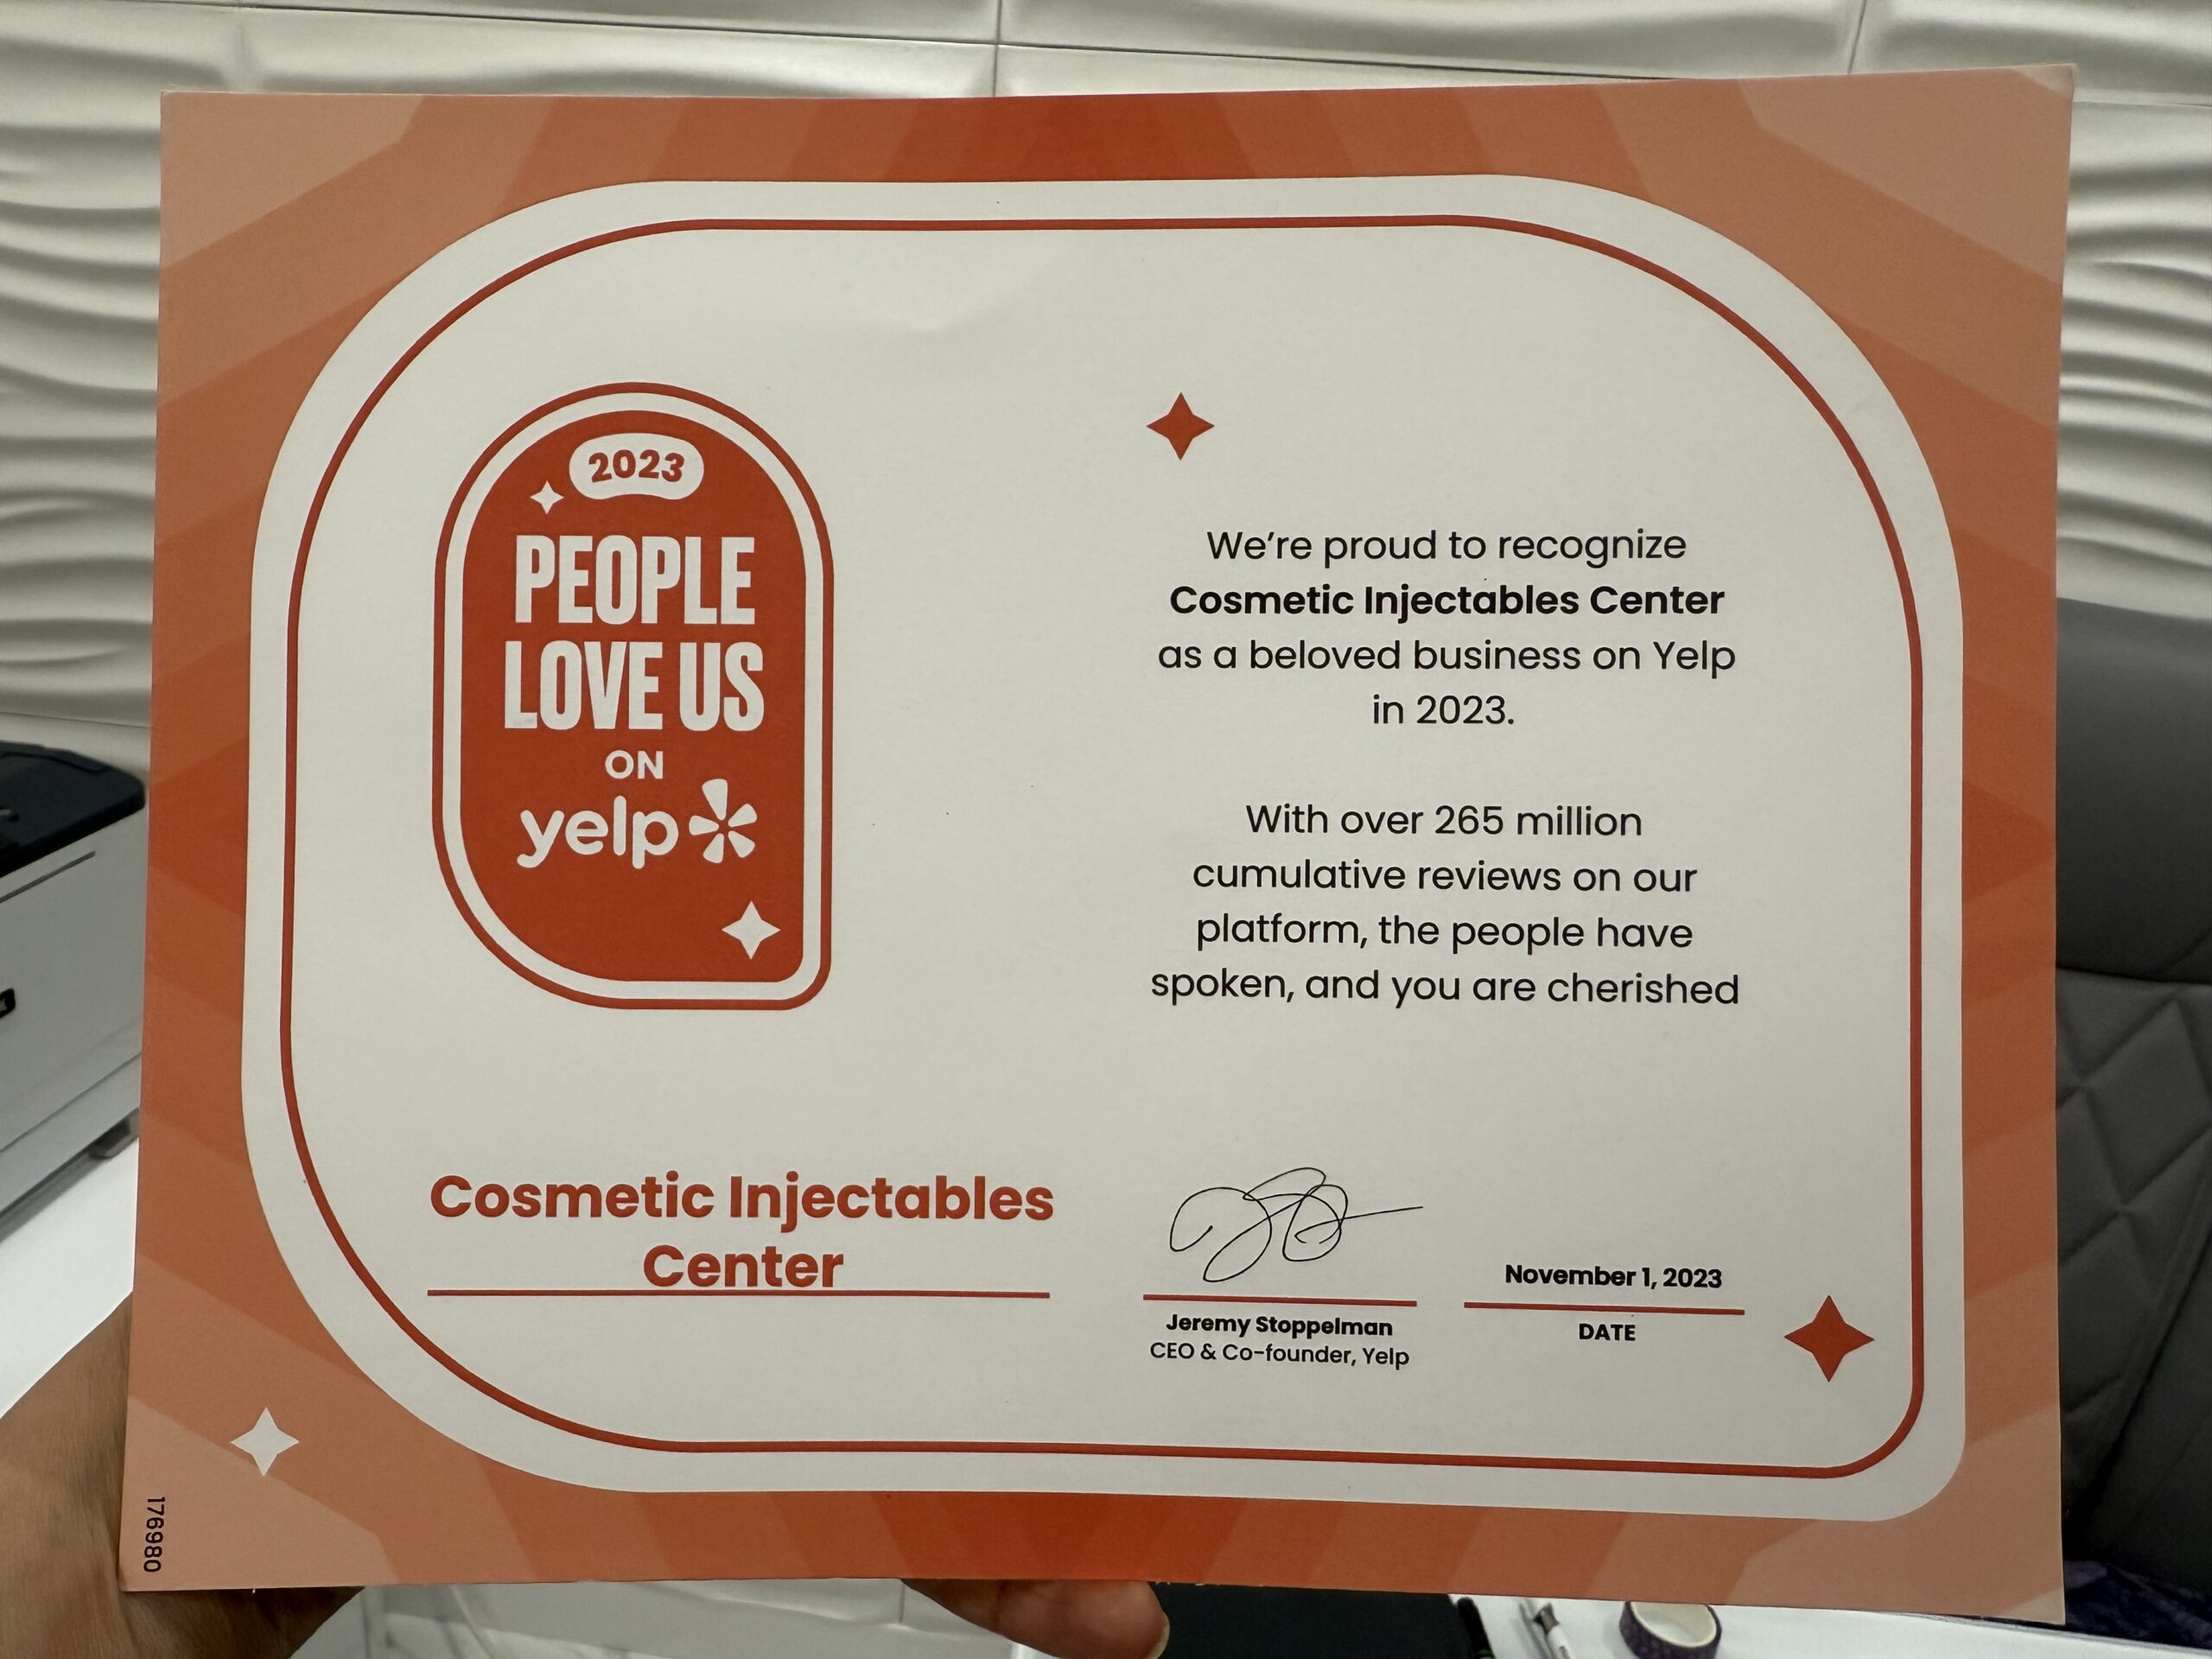 2023
PEOPLE
LOVE US
ON
yelp
We're proud to recognize
Cosmetic Injectables Center
as a beloved business on Yelp
in 2023.
With over 265 million
cumulative reviews on our
platform, the people have
spoken, and you are cherished
Cosmetic Injectables
Center
Jeremy Stoppelman
CEO & Co-founder, Yelp
November 1, 2023
DATE
176980